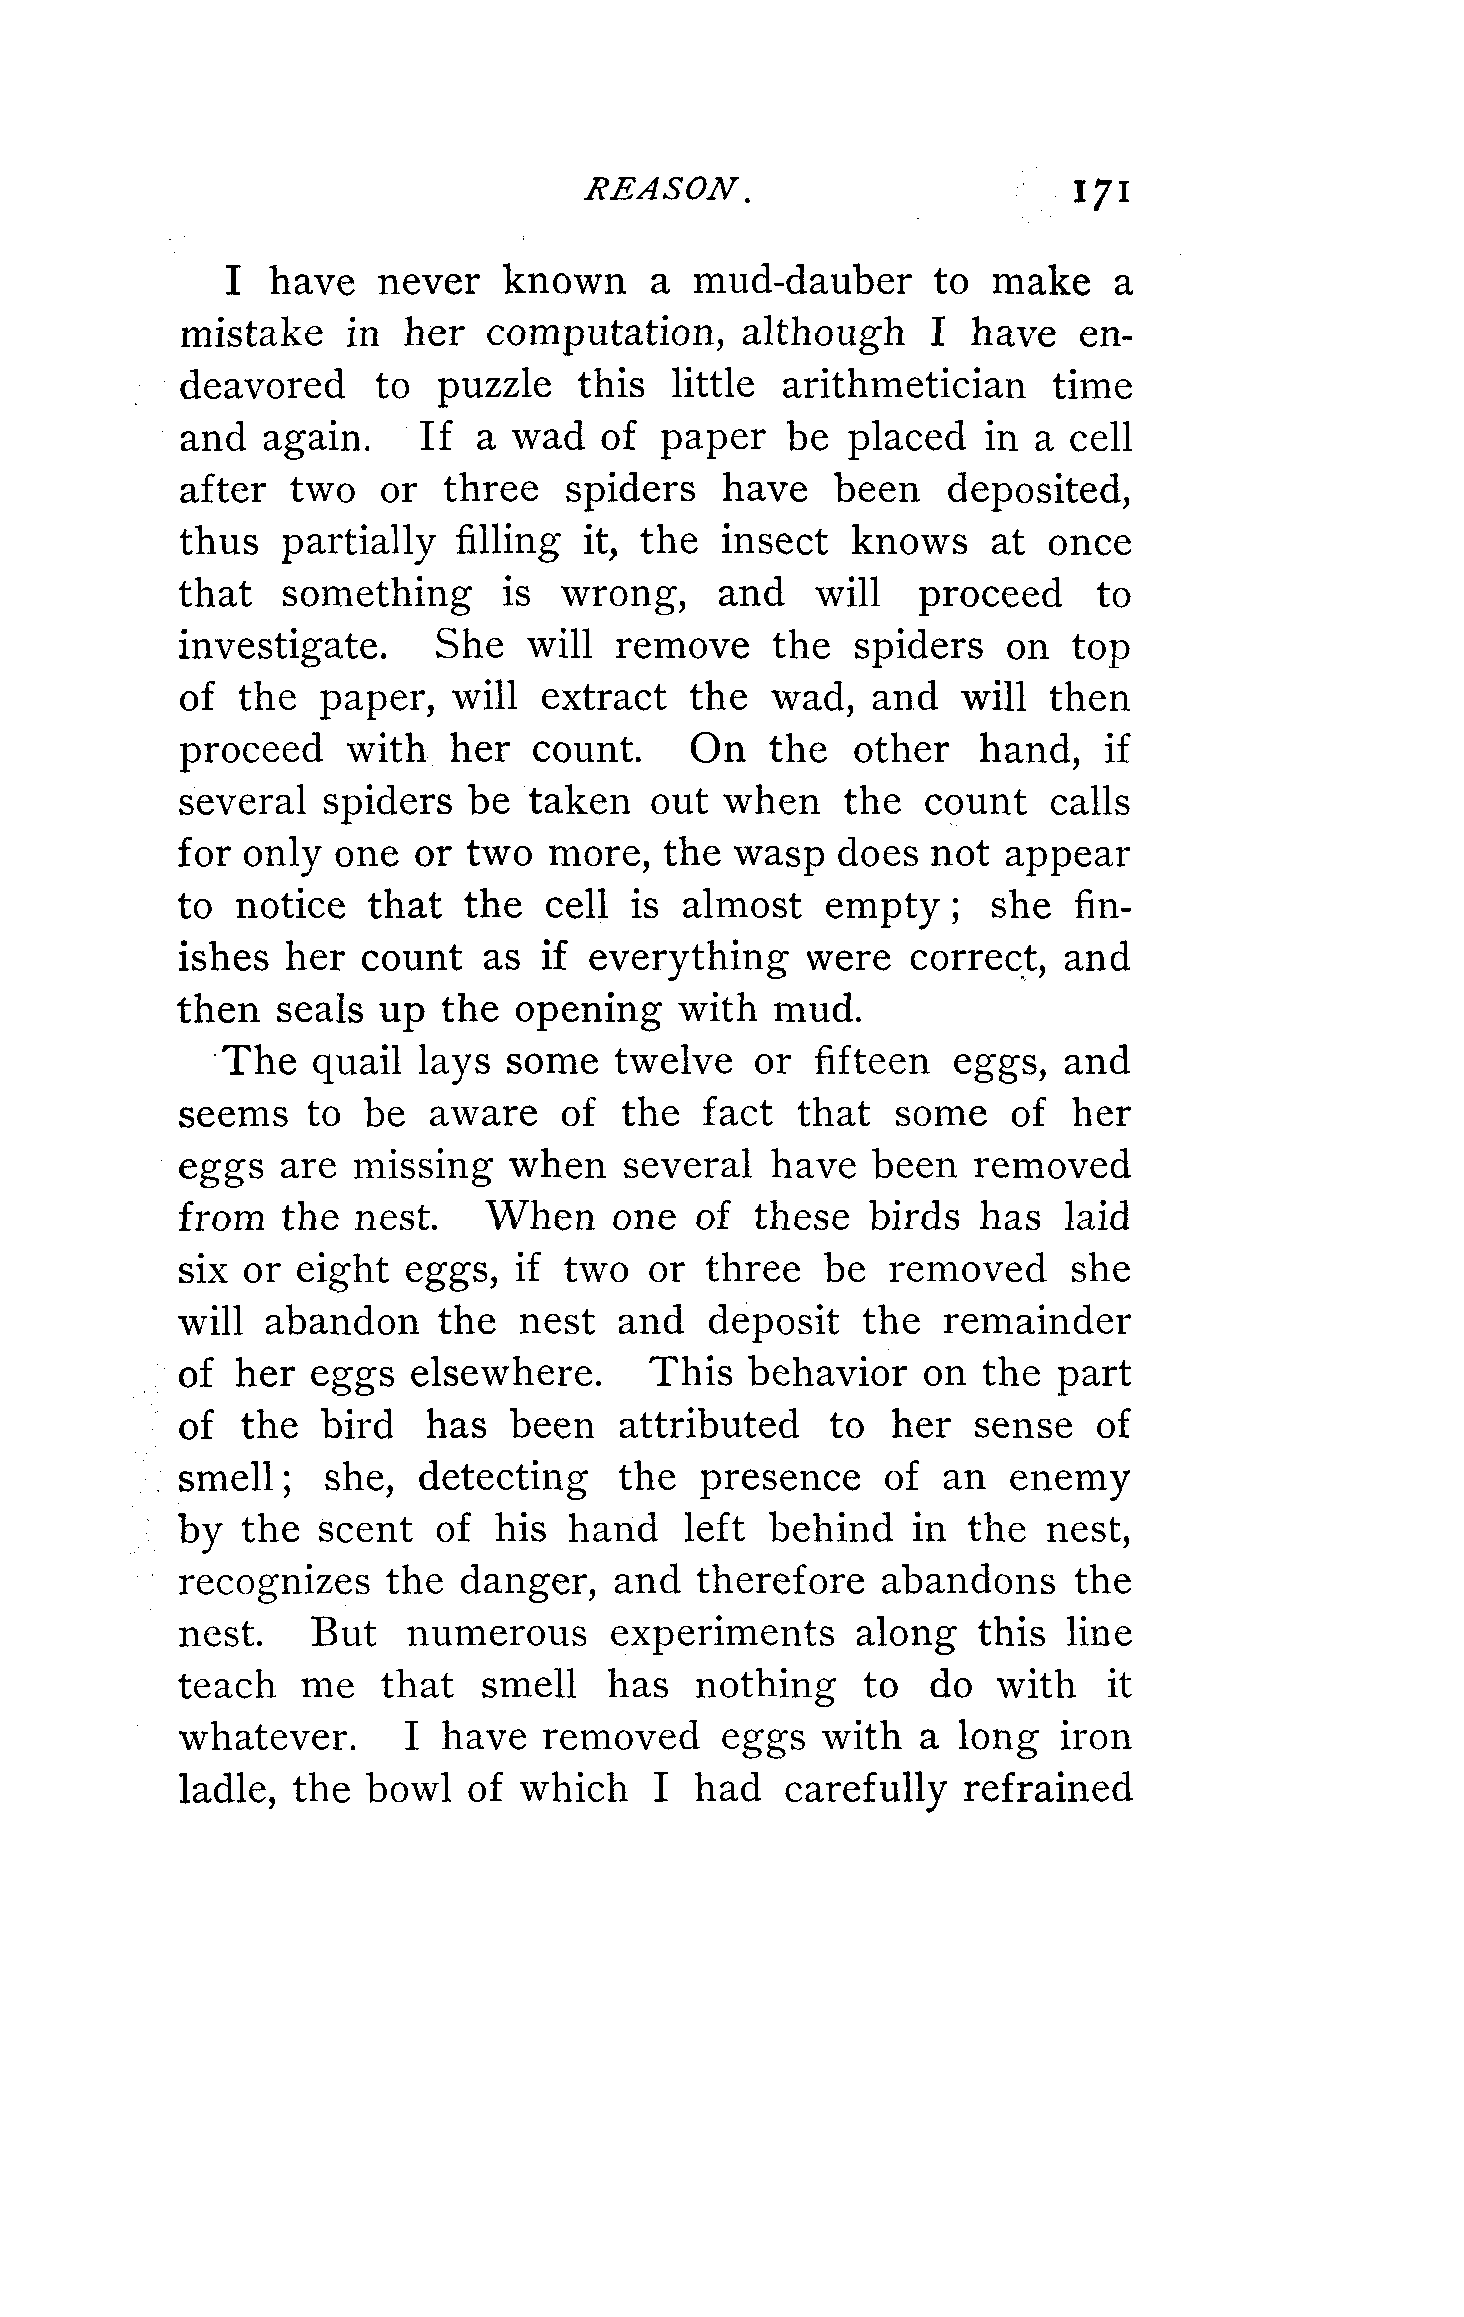 REASON. 171
I have never known a mud-dauber to make a
mistake in her computation, although I have en-
deavored to puzzle this little arithmetician time
and again. If a wad of paper be placed in a cell
after two or three spiders have been deposited,
thus partially filling it, the insect knows at once
that something is wrong, and will proceed to
investigate. She will remove the spiders on top
of the paper, will extract the wad, and will then
proceed with her count. On the other hand, if
several spiders be taken out when the count calls
for only one or two more, the wasp does not appear
to notice that the cell is almost empty; she fin-
ishes her count as if everything were correct, and
then seals up the opening with mud.
The quail lays some twelve or fifteen eggs, and
seems to be aware of the fact that some of her
eggs are missing when several have been removed
from the nest. When one of these birds has laid
six or eight eggs, if two or three be removed she
will abandon the nest and deposit the remainder
of her eggs elsewhere. This behavior on the part
of the bird has been attributed to her sense of
smell; she, detecting the presence of an enemy
by the scent of his hand left behind in the nest,
recognizes the danger, and therefore abandons the
nest. But numerous experiments along this line
teach me that smell has nothing to do with it
whatever. I have removed eggs with a long iron
ladle, the bowl of which I had carefully refrained